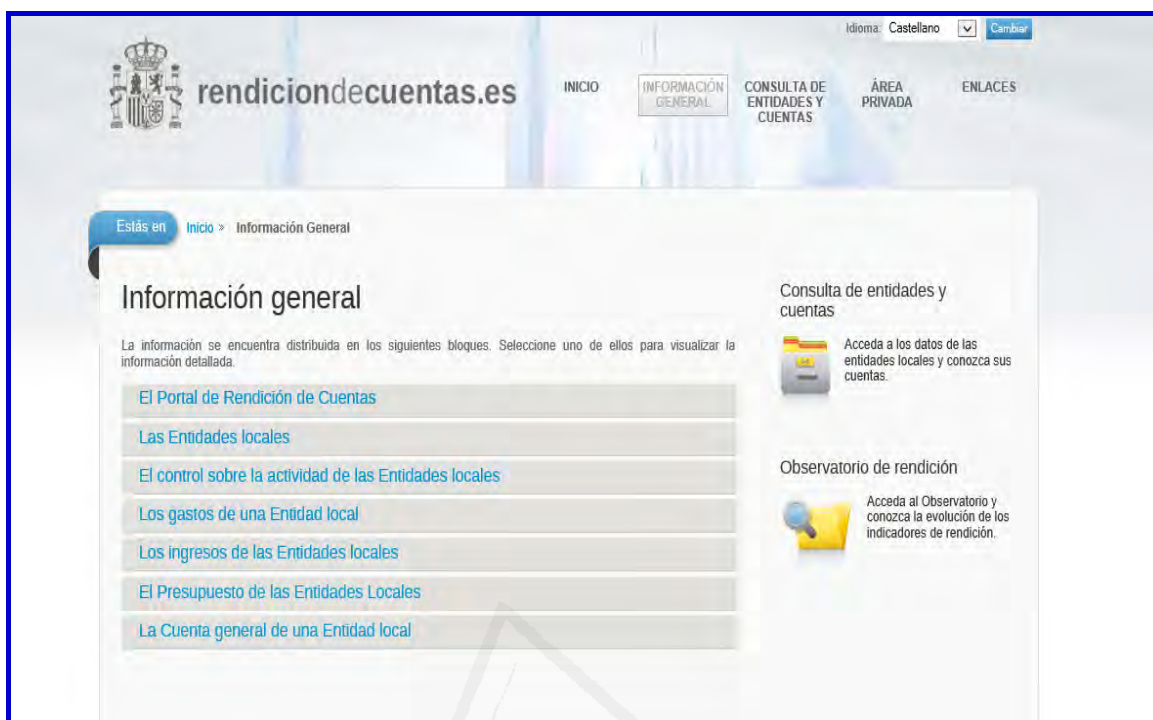 Idioma: Castellano Cambiar
rendiciondecuentas.es
INICIO
INFORMACIÓN
GENERAL
CONSULTA DE
ENTIDADES Y
CUENTAS
ÁREA
PRIVADA
ENLACES
Estás en Inicio » Información General
Información general
La información se encuentra distribuida en los siguientes bloques. Seleccione uno de ellos para visualizar la
información detallada.
El Portal de Rendición de Cuentas
Las Entidades locales
El control sobre la actividad de las Entidades locales
Los gastos de una Entidad local
Los ingresos de las Entidades locales
El Presupuesto de las Entidades Locales
La Cuenta general de una Entidad local
Consulta de entidades y
cuentas
Acceda a los datos de las
entidades locales y conozca sus
cuentas.
Observatorio de rendición
Acceda al Observatorio y
conozca la evolución de los
indicadores de rendición.